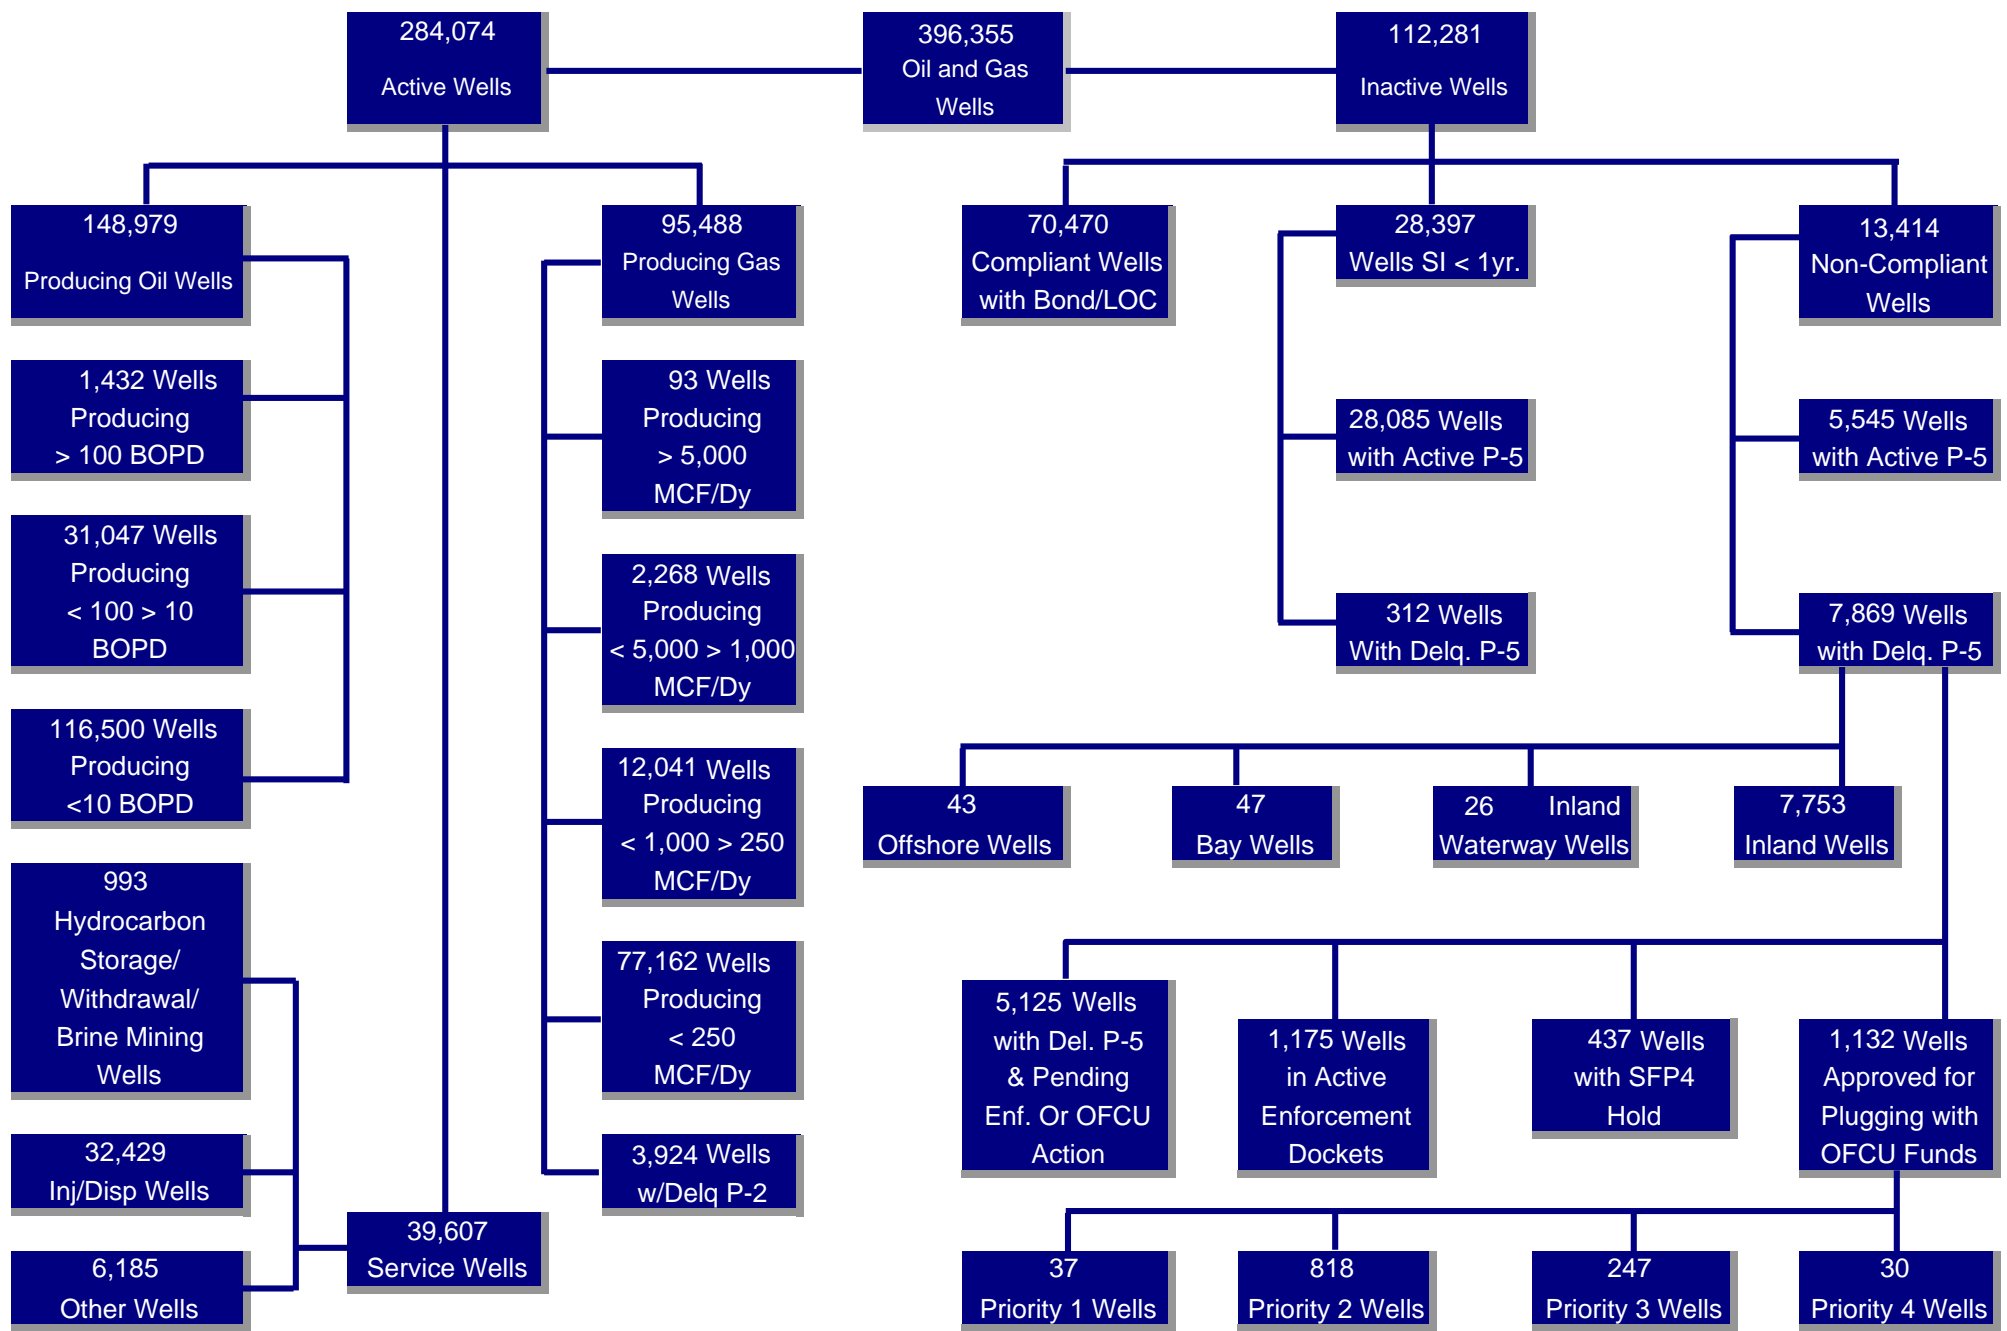 284,074
Active Wells
396,355
Oil and Gas
Wells
112,281
Inactive Wells
148,979
Producing Oil Wells
95,488
Producing Gas
Wells
70,470
Compliant Wells
with Bond/LOC
28,397
Wells SI < 1yr.
13,414
Non-Compliant
Wells
1,432 Wells
Producing
> 100 BOPD
93 Wells
Producing
> 5,000
MCF/Dy
28,085 Wells
with Active P-5
5,545 Wells
with Active P-5
31,047 Wells
Producing
< 100 > 10
BOPD
2,268 Wells
Producing
< 5,000 > 1,000
MCF/Dy
312 Wells
With Delq. P-5
7,869 Wells
with Delq. P-5
116,500 Wells
Producing
<10 BOPD
12,041 Wells
Producing
< 1,000 > 250
MCF/Dy
43
Offshore Wells
47
Bay Wells
26 Inland
Waterway Wells
7,753
Inland Wells
993
Hydrocarbon
Storage/
Withdrawal/
Brine Mining
Wells
77,162 Wells
Producing
< 250
MCF/Dy
5,125 Wells
with Del. P-5
& Pending
Enf. Or OFCU
Action
1,175 Wells
in Active
Enforcement
Dockets
437 Wells
with SFP4
Hold
1,132 Wells
Approved for
Plugging with
OFCU Funds
32,429
Inj/Disp Wells
3,924 Wells
w/Delq P-2
39,607
Service Wells
6,185
Other Wells
37
Priority 1 Wells
818
Priority 2 Wells
247
Priority 3 Wells
30
Priority 4 Wells